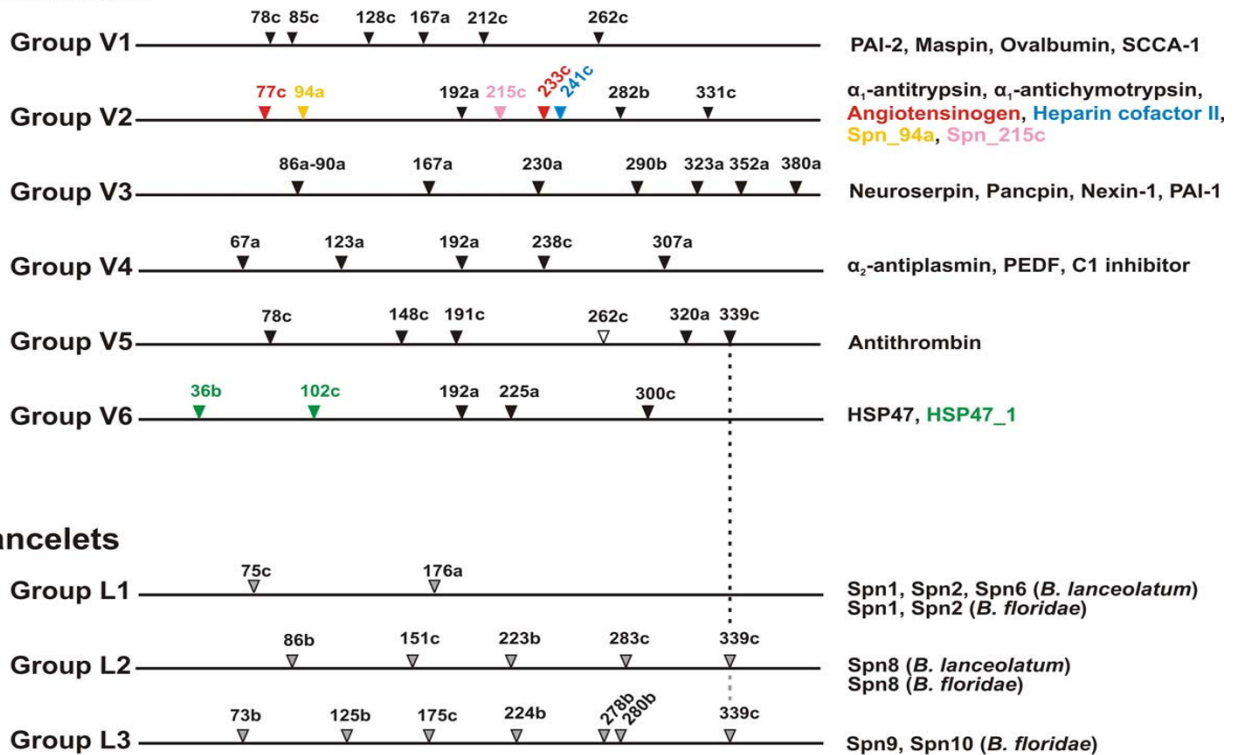 78c 85c 128c 167a 212c 262c
Group V1 PAI-2, Maspin, Ovalbumin, SCCA-1
77c 94a 192a 215c 233c 241c 282b 331c
Group V2 α₁-antitrypsin, α₁-antichymotrypsin,
Angiotensinogen, Heparin cofactor II,
Spn_94a, Spn_215c
86a-90a 167a 230a 290b 323a 352a 380a
Group V3 Neuroserpin, Pancpin, Nexin-1, PAI-1
67a 123a 192a 238c 307a
Group V4 α₂-antiplasmin, PEDF, C1 inhibitor
78c 148c 191c 262c 320a 339c
Group V5 Antithrombin
36b 102c 192a 225a 300c
Group V6 HSP47, HSP47_1
ancelets
75c 176a
Group L1 Spn1, Spn2, Spn6 (B. lanceolatum)
Spn1, Spn2 (B. floridae)
86b 151c 223b 283c 339c
Group L2 Spn8 (B. lanceolatum)
Spn8 (B. floridae)
73b 125b 175c 224b 278b 280b 339c
Group L3 Spn9, Spn10 (B. floridae)